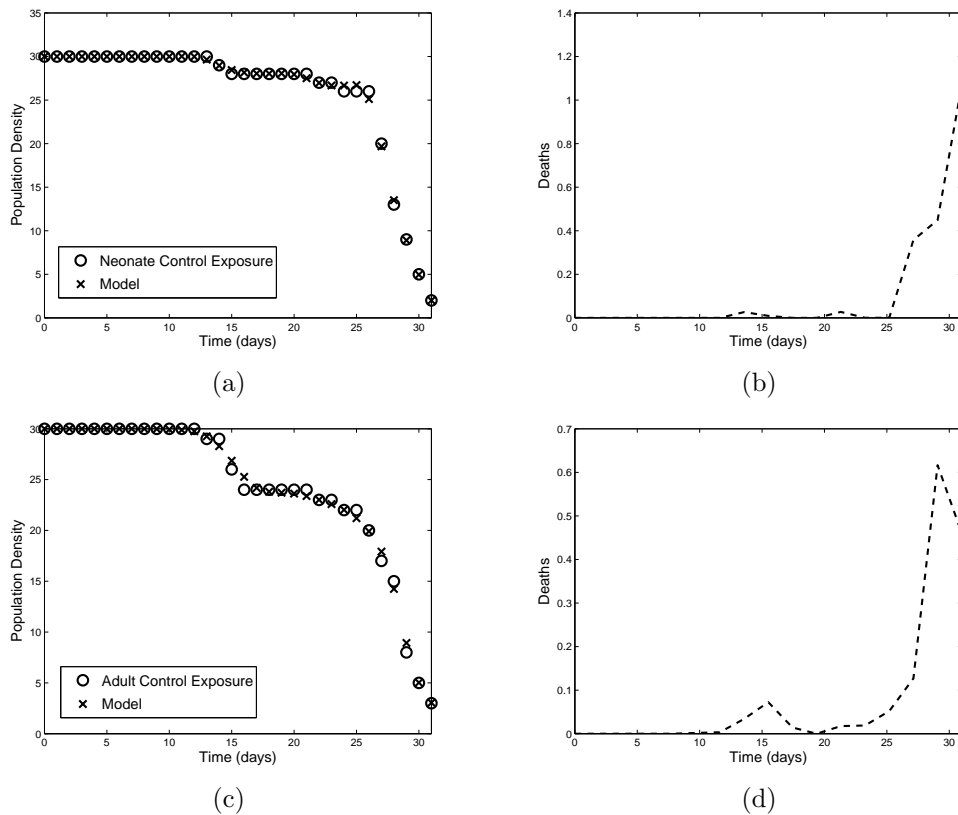 35
30
25
20
15
10
5
0
Population Density
Neonate Control Exposure
Model
0 5 10 15 20 25 30
Time (days)
(a)
1.4
1.2
1
0.8
0.6
0.4
0.2
0
Deaths
0 5 10 15 20 25 30
Time (days)
(b)
30
25
20
15
10
5
0
Population Density
Adult Control Exposure
Model
0 5 10 15 20 25 30
Time (days)
(c)
0.7
0.6
0.5
0.4
0.3
0.2
0.1
0
Deaths
0 5 10 15 20 25 30
Time (days)
(d)